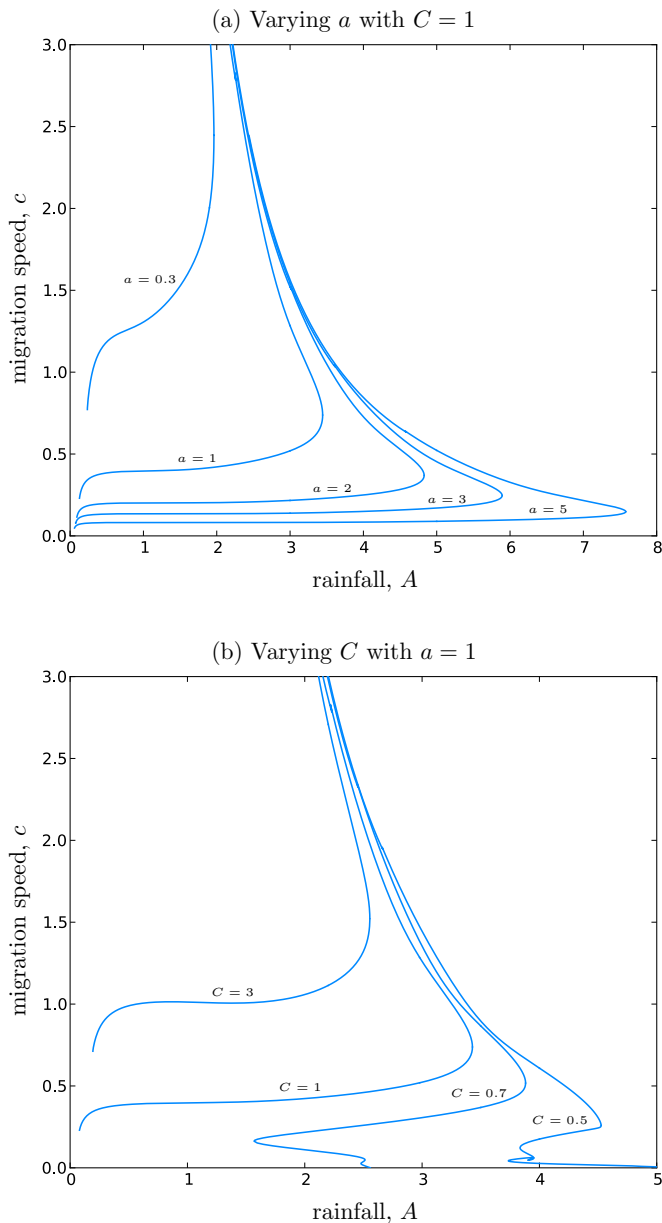 (a) Varying a with C = 1
3.0
2.5
2.0
1.5
1.0
0.5
0.0
migration speed, c
a = 0.3
a = 1
a = 2
a = 3
a = 5
0 1 2 3 4 5 6 7 8
rainfall, A
(b) Varying C with a = 1
3.0
2.5
2.0
1.5
1.0
0.5
0.0
migration speed, c
C = 3
C = 1
C = 0.7
C = 0.5
0 1 2 3 4 5
rainfall, A